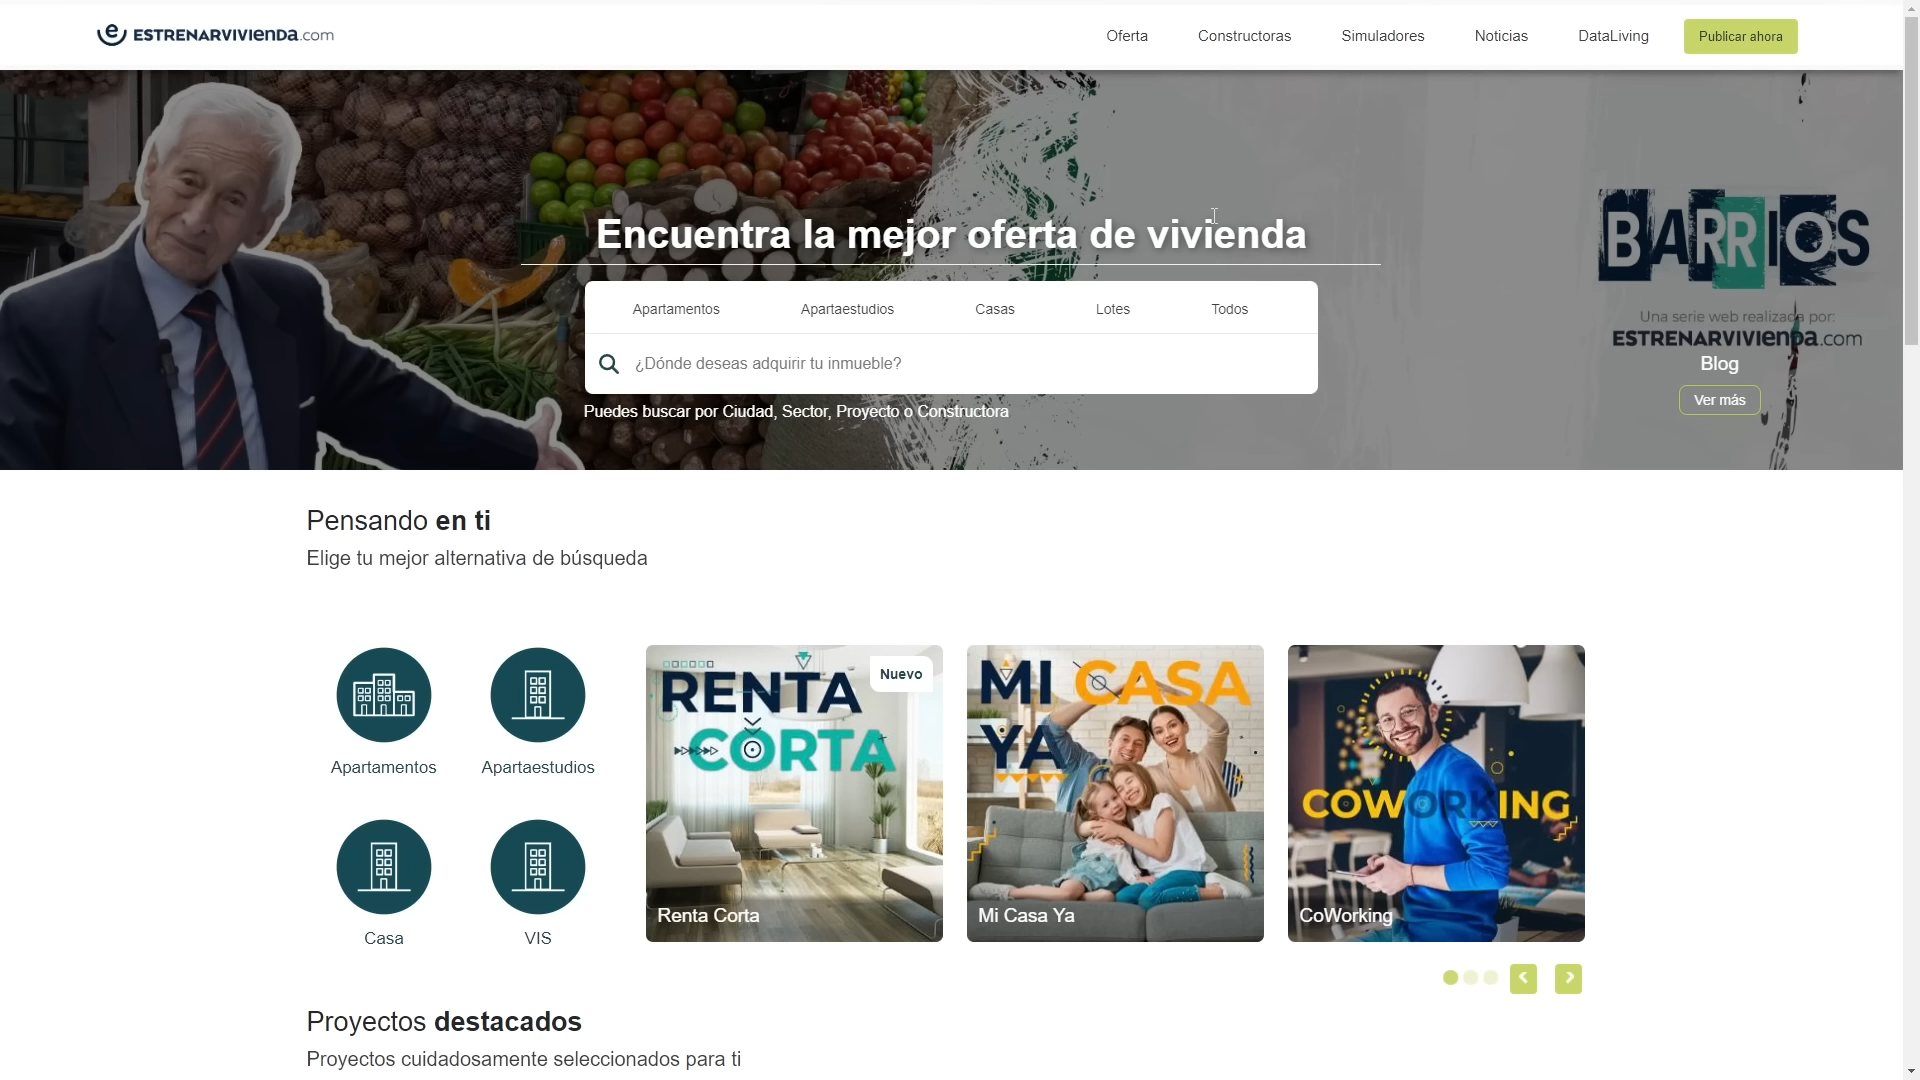 ESTRENARVIVIENDA.com
Oferta
Constructoras
Simuladores
Noticias
DataLiving
Publicar ahora
Encuentra la mejor oferta de vivienda
Apartamentos
Apartaestudios
Casas
Lotes
Todos
¿Dónde deseas adquirir tu inmueble?
Puedes buscar por Ciudad, Sector, Proyecto o Constructora
BARRIOS
Una serie web realizada por:
ESTRENARVIVIENDA.com
Blog
Ver más
Pensando en ti
Elige tu mejor alternativa de búsqueda
Apartamentos
Apartaestudios
Casa
VIS
RENTA
CORTA
Nuevo
Renta Corta
MI CASA
YA
Mi Casa Ya
COWORKING
CoWorking
Proyectos destacados
Proyectos cuidadosamente seleccionados para ti